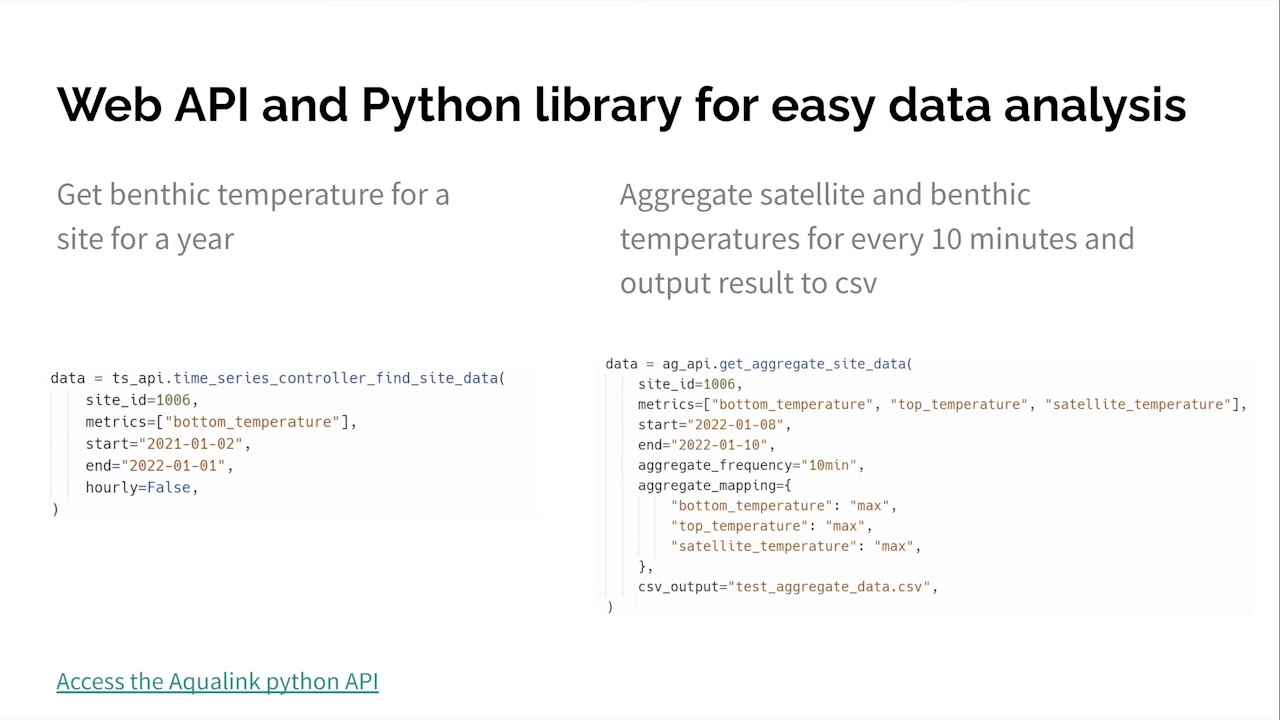 Web API and Python library for easy data analysis
Get benthic temperature for a
site for a year
data = ts_api.time_series_controller_find_site_data(
site_id=1006,
metrics=["bottom_temperature"],
start="2021-01-02",
end="2022-01-01",
hourly=False,
)
Aggregate satellite and benthic
temperatures for every 10 minutes and
output result to csv
data = ag_api.get_aggregate_site_data(
site_id=1006,
metrics=["bottom_temperature", "top_temperature", "satellite_temperature"],
start="2022-01-08",
end="2022-01-10",
aggregate_frequency="10min",
aggregate_mapping={
"bottom_temperature": "max",
"top_temperature": "max",
"satellite_temperature": "max",
},
csv_output="test_aggregate_data.csv",
)
Access the Aqualink python API